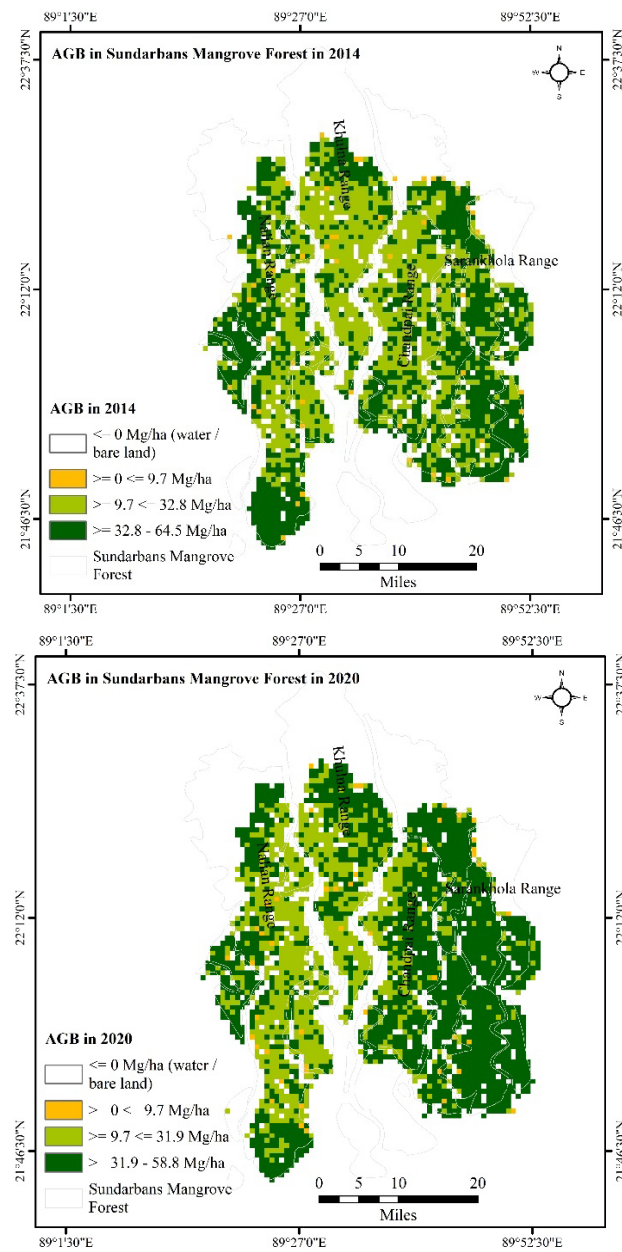 89°1'30"E 89°27'0"E 89°52'30"E
AGB in Sundarbans Mangrove Forest in 2014
N
W E
S
22°37'30"N 22°37'30"N
Khulna Range
Sarankhola Range
Chandpai Range
22°12'0"N 22°12'0"N
AGB in 2014
<= 0 Mg/ha (water /
bare land)
>= 0 <= 9.7 Mg/ha
>= 9.7 <= 32.8 Mg/ha
>= 32.8 - 64.5 Mg/ha
Sundarbans Mangrove
Forest
21°46'30"N 21°46'30"N
0 5 10 20
Miles
89°1'30"E 89°27'0"E 89°52'30"E
89°1'30"E 89°27'0"E 89°52'30"E
AGB in Sundarbans Mangrove Forest in 2020
N
W E
S
22°37'30"N 22°37'30"N
Khulna Range
Sarankhola Range
Chandpai Range
22°12'0"N 22°12'0"N
AGB in 2020
<= 0 Mg/ha (water /
bare land)
> 0 < 9.7 Mg/ha
>= 9.7 <= 31.9 Mg/ha
> 31.9 - 58.8 Mg/ha
Sundarbans Mangrove
Forest
21°46'30"N 21°46'30"N
0 5 10 20
Miles
89°1'30"E 89°27'0"E 89°52'30"E